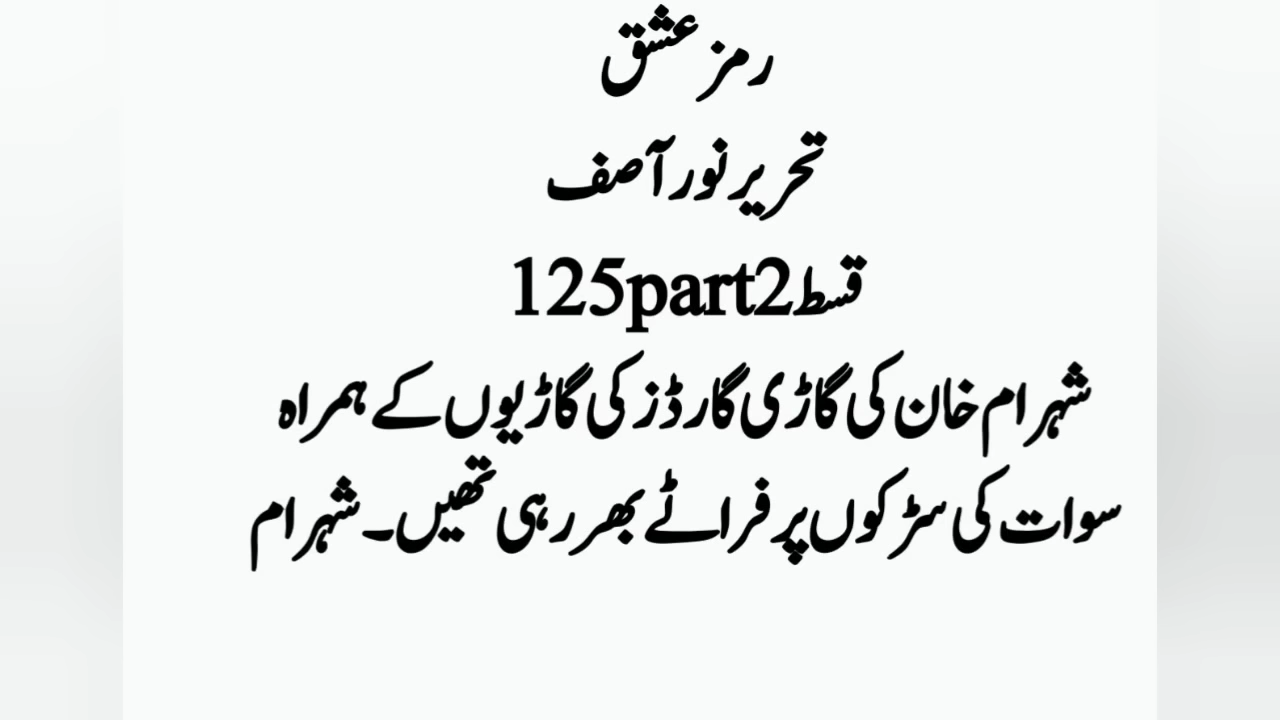 رمز عشق
تحریر نور آصف
قسط125part2
شہرام خان کی گاڑی گارڈز کی گاڑیوں کے ہمراہ
سوات کی سڑکوں پر فراٹے بھر رہی تھیں۔ شہرام